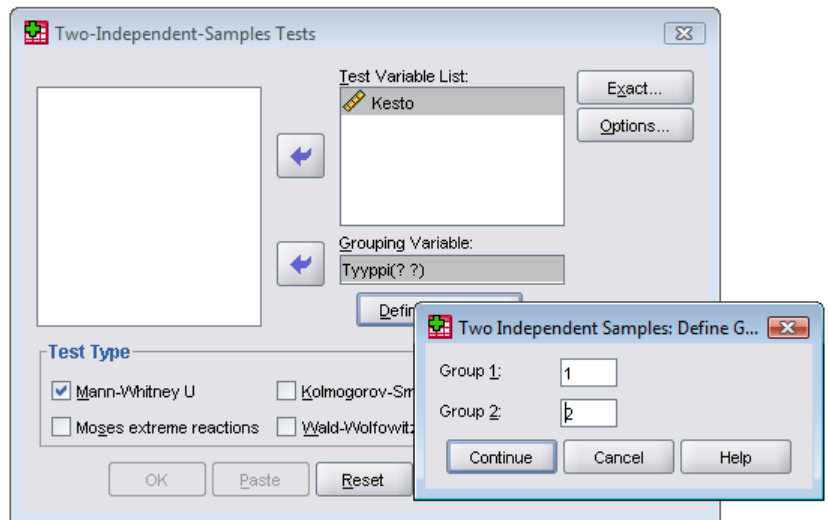 Two-Independent-Samples Tests
Test Variable List:
Kesto
Exact...
Options...
Grouping Variable:
Tyyppi(? ?)
Test Type
Mann-Whitney U
Moses extreme reactions
OK
Paste
Reset
Two Independent Samples: Define G...
Group 1:
1
Group 2:
2
Continue
Cancel
Help